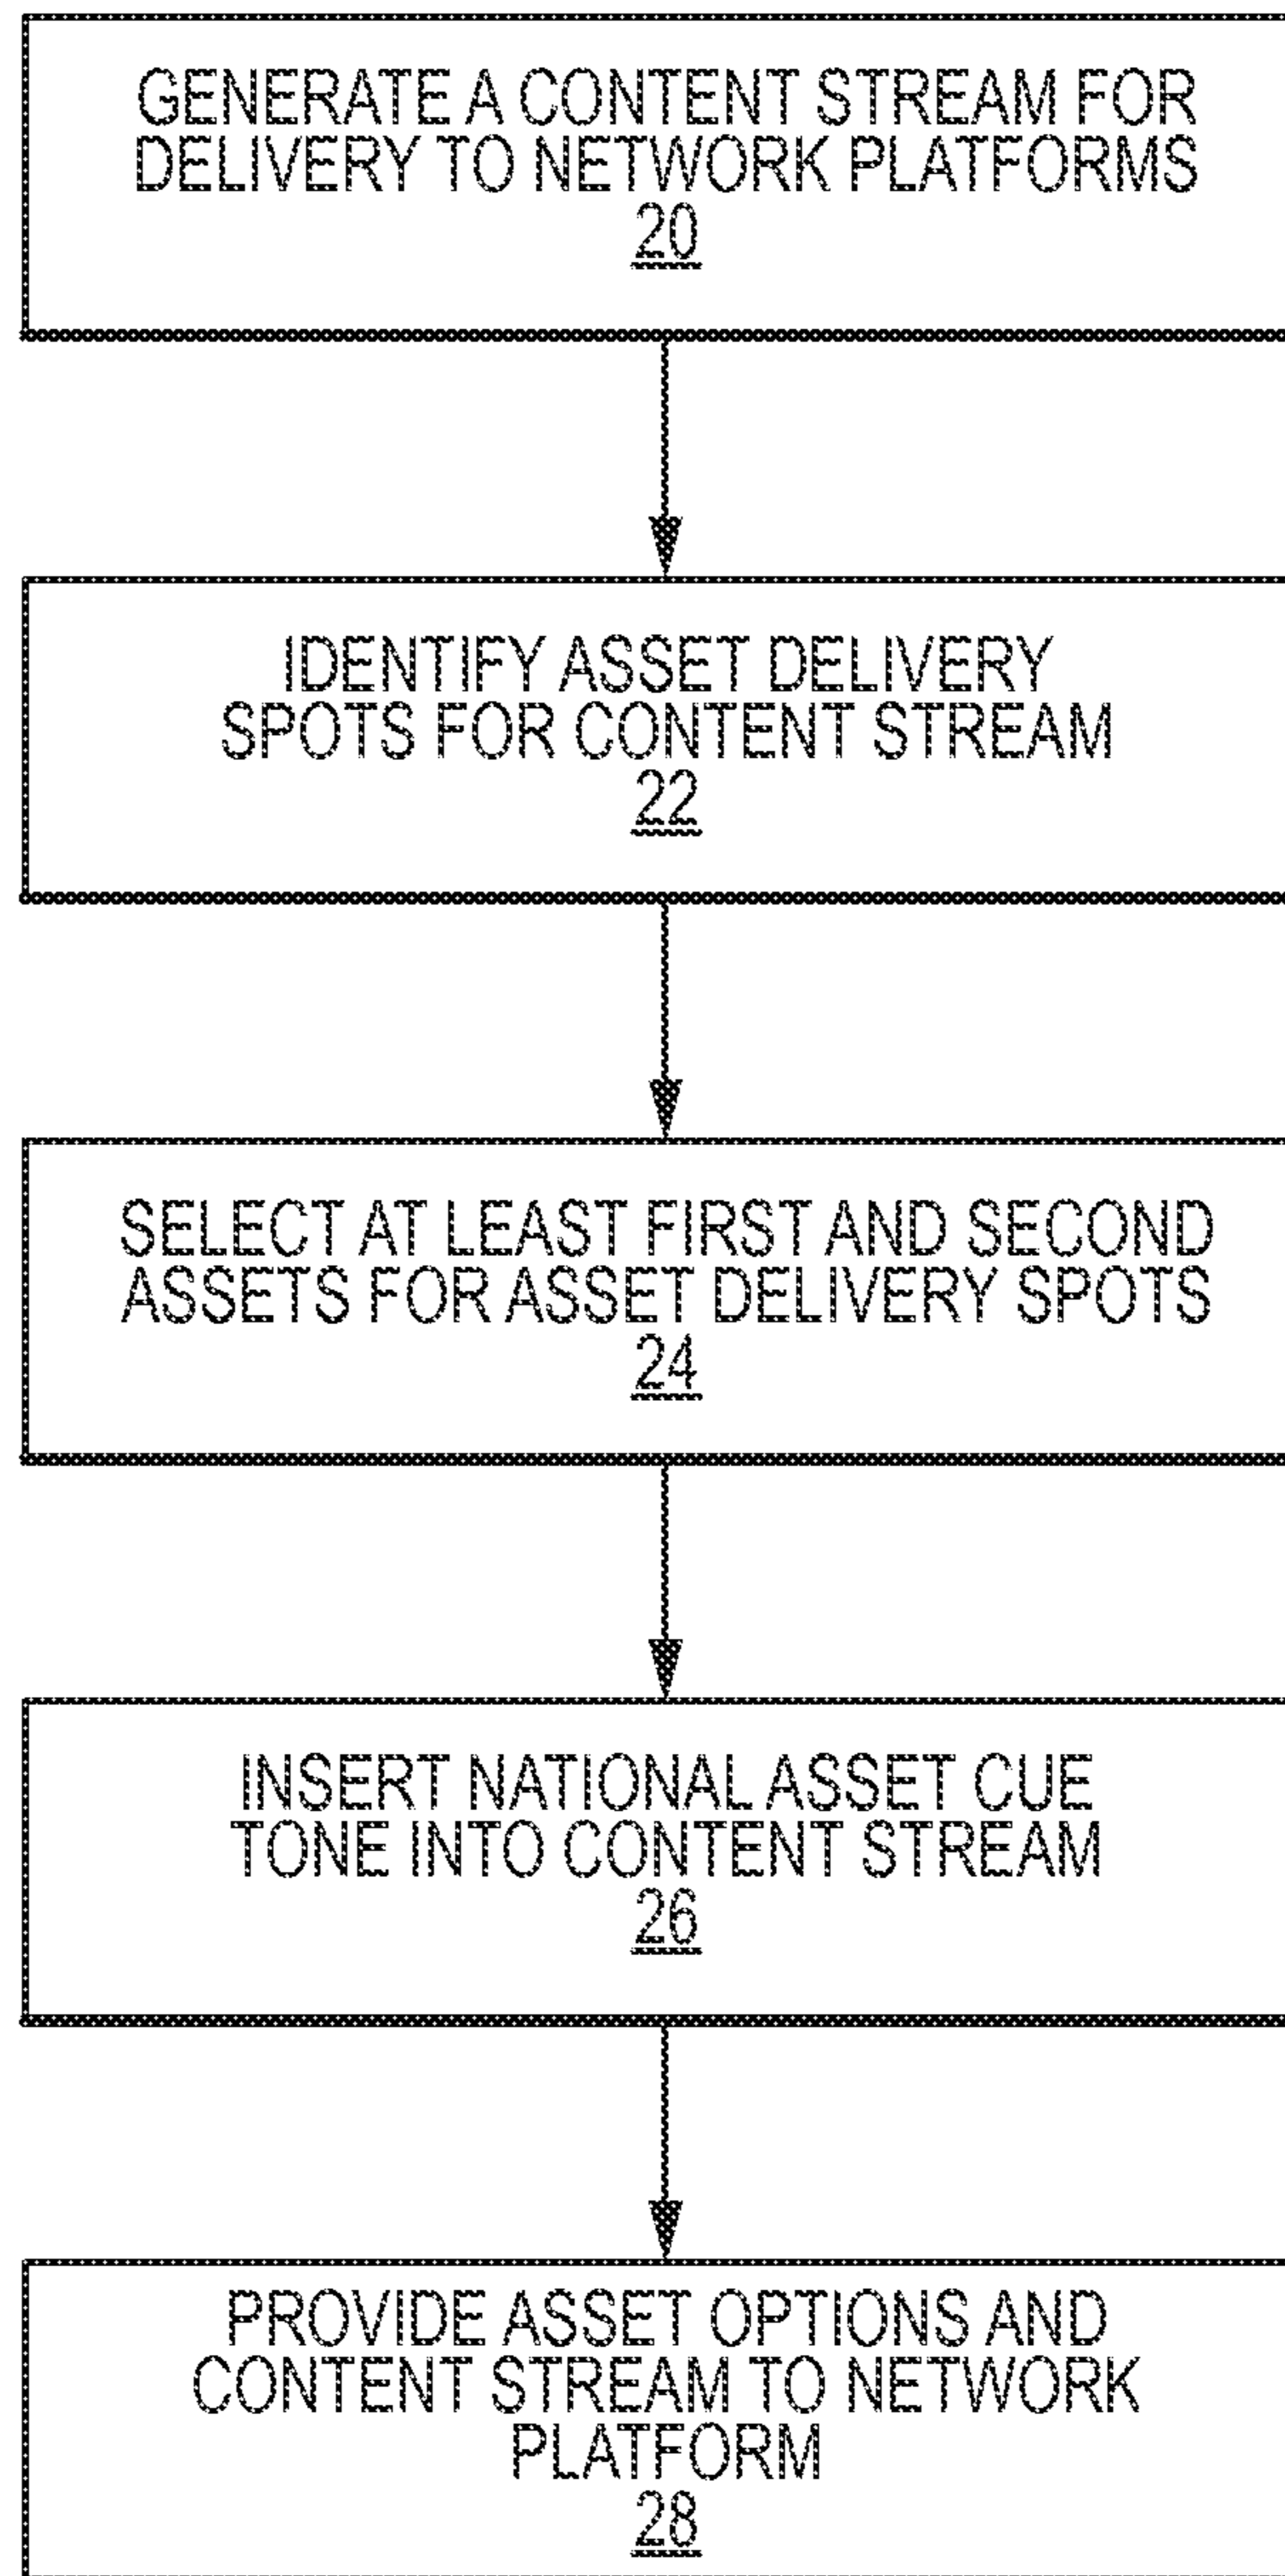 GENERATE A CONTENT STREAM FOR
DELIVERY TO NETWORK PLATFORMS
20
IDENTIFY ASSET DELIVERY
SPOTS FOR CONTENT STREAM
22
SELECT AT LEAST FIRST AND SECOND
ASSETS FOR ASSET DELIVERY SPOTS
24
INSERT NATIONAL ASSET CUE
TONE INTO CONTENT STREAM
26
PROVIDE ASSET OPTIONS AND
CONTENT STREAM TO NETWORK
PLATFORM
28